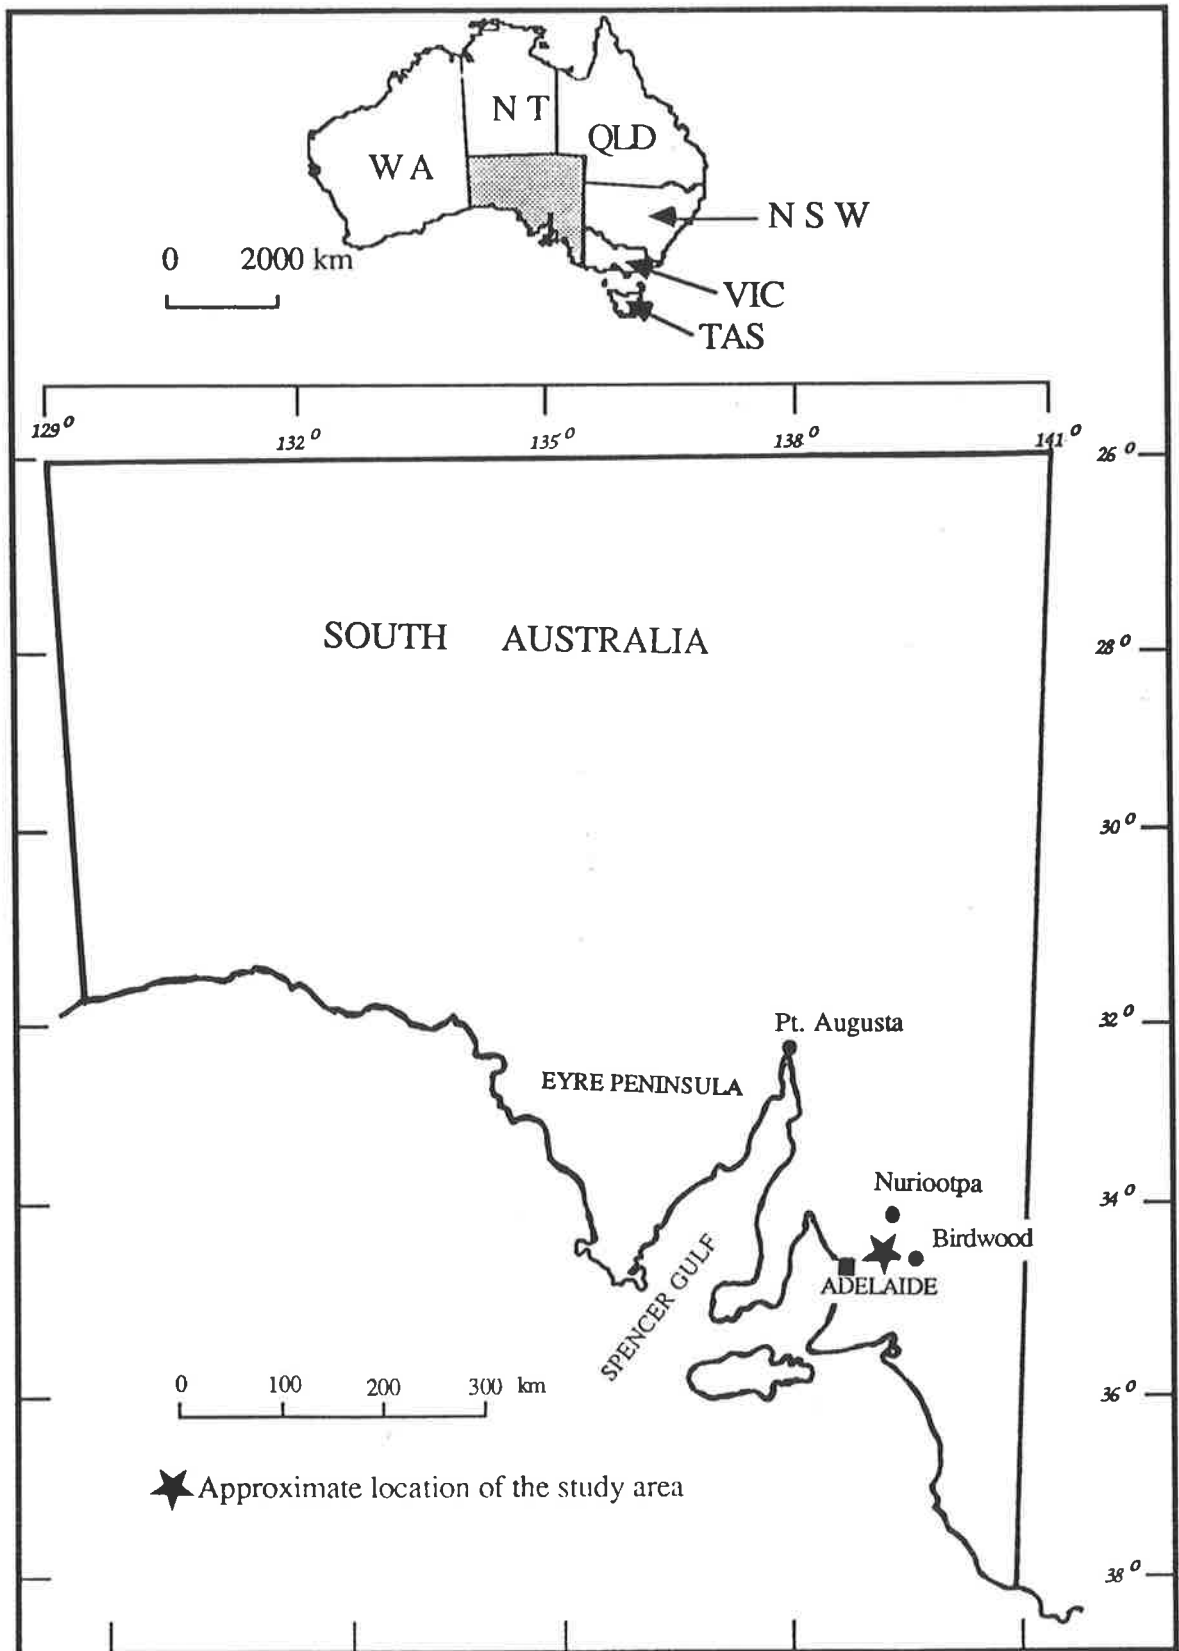 N T
QLD
W A
N S W
0 2000 km
VIC
TAS
129° 132° 135° 138° 141°
26°
SOUTH AUSTRALIA
28°
30°
32°
Pt. Augusta
EYRE PENINSULA
Nuriootpa
34°
Birdwood
ADELAIDE
SPENCER GULF
0 100 200 300 km
36°
Approximate location of the study area
38°